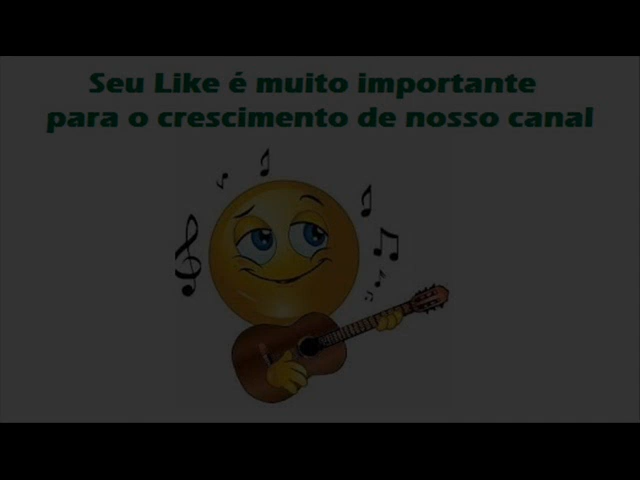 Seu Like é muito importante
para o crescimento de nosso canal